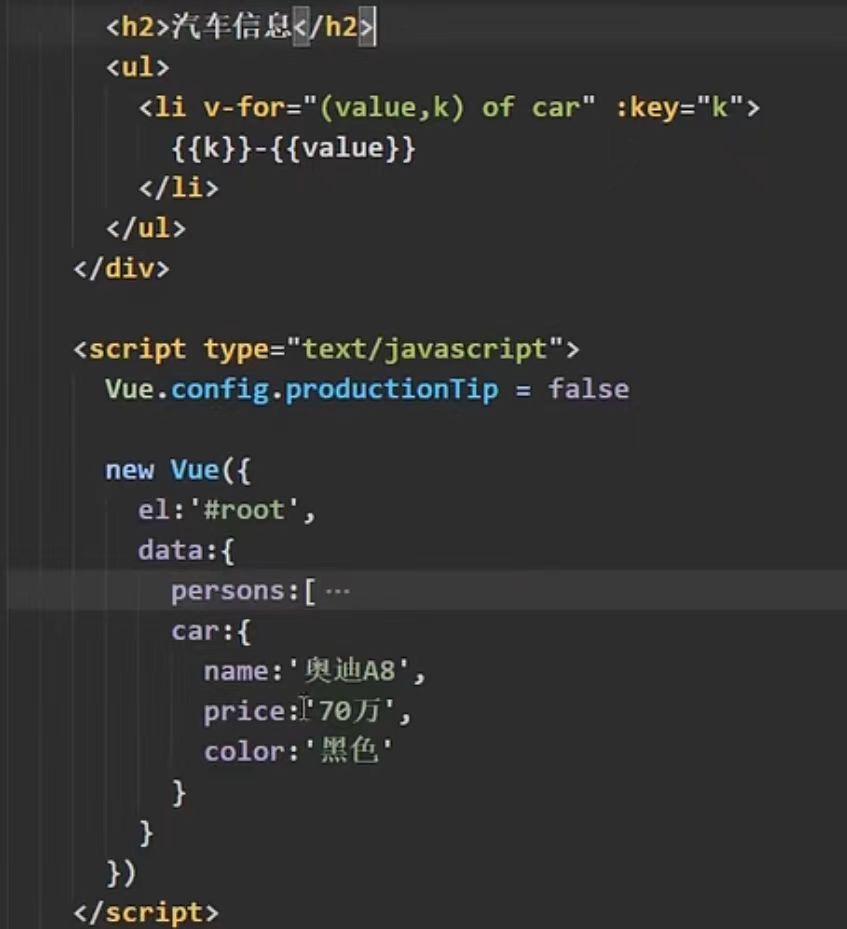 <h2>汽车信息</h2>
<ul>
<li v-for="(value,k) of car" :key="k">
{{k}}-{{value}}
</li>
</ul>
</div>
<script type="text/javascript">
Vue.config.productionTip = false
new Vue({
el:'#root',
data:{
persons:[ ···
car:{
name:'奥迪A8',
price:'70万',
color:'黑色'
}
}
})
</script>